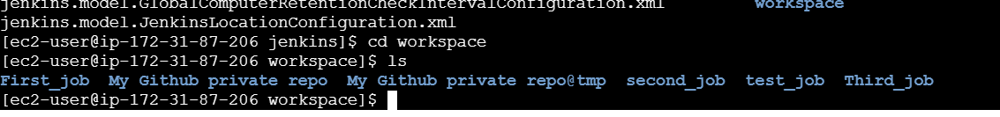 jenkins.model.GlobalComputerRetentionCheckIntervalConfiguration.xml workspace
jenkins.model.JenkinsLocationConfiguration.xml
[ec2-user@ip-172-31-87-206 jenkins]$ cd workspace
[ec2-user@ip-172-31-87-206 workspace]$ ls
First_job My Github private repo My Github private repo@tmp second_job test_job Third_job
[ec2-user@ip-172-31-87-206 workspace]$